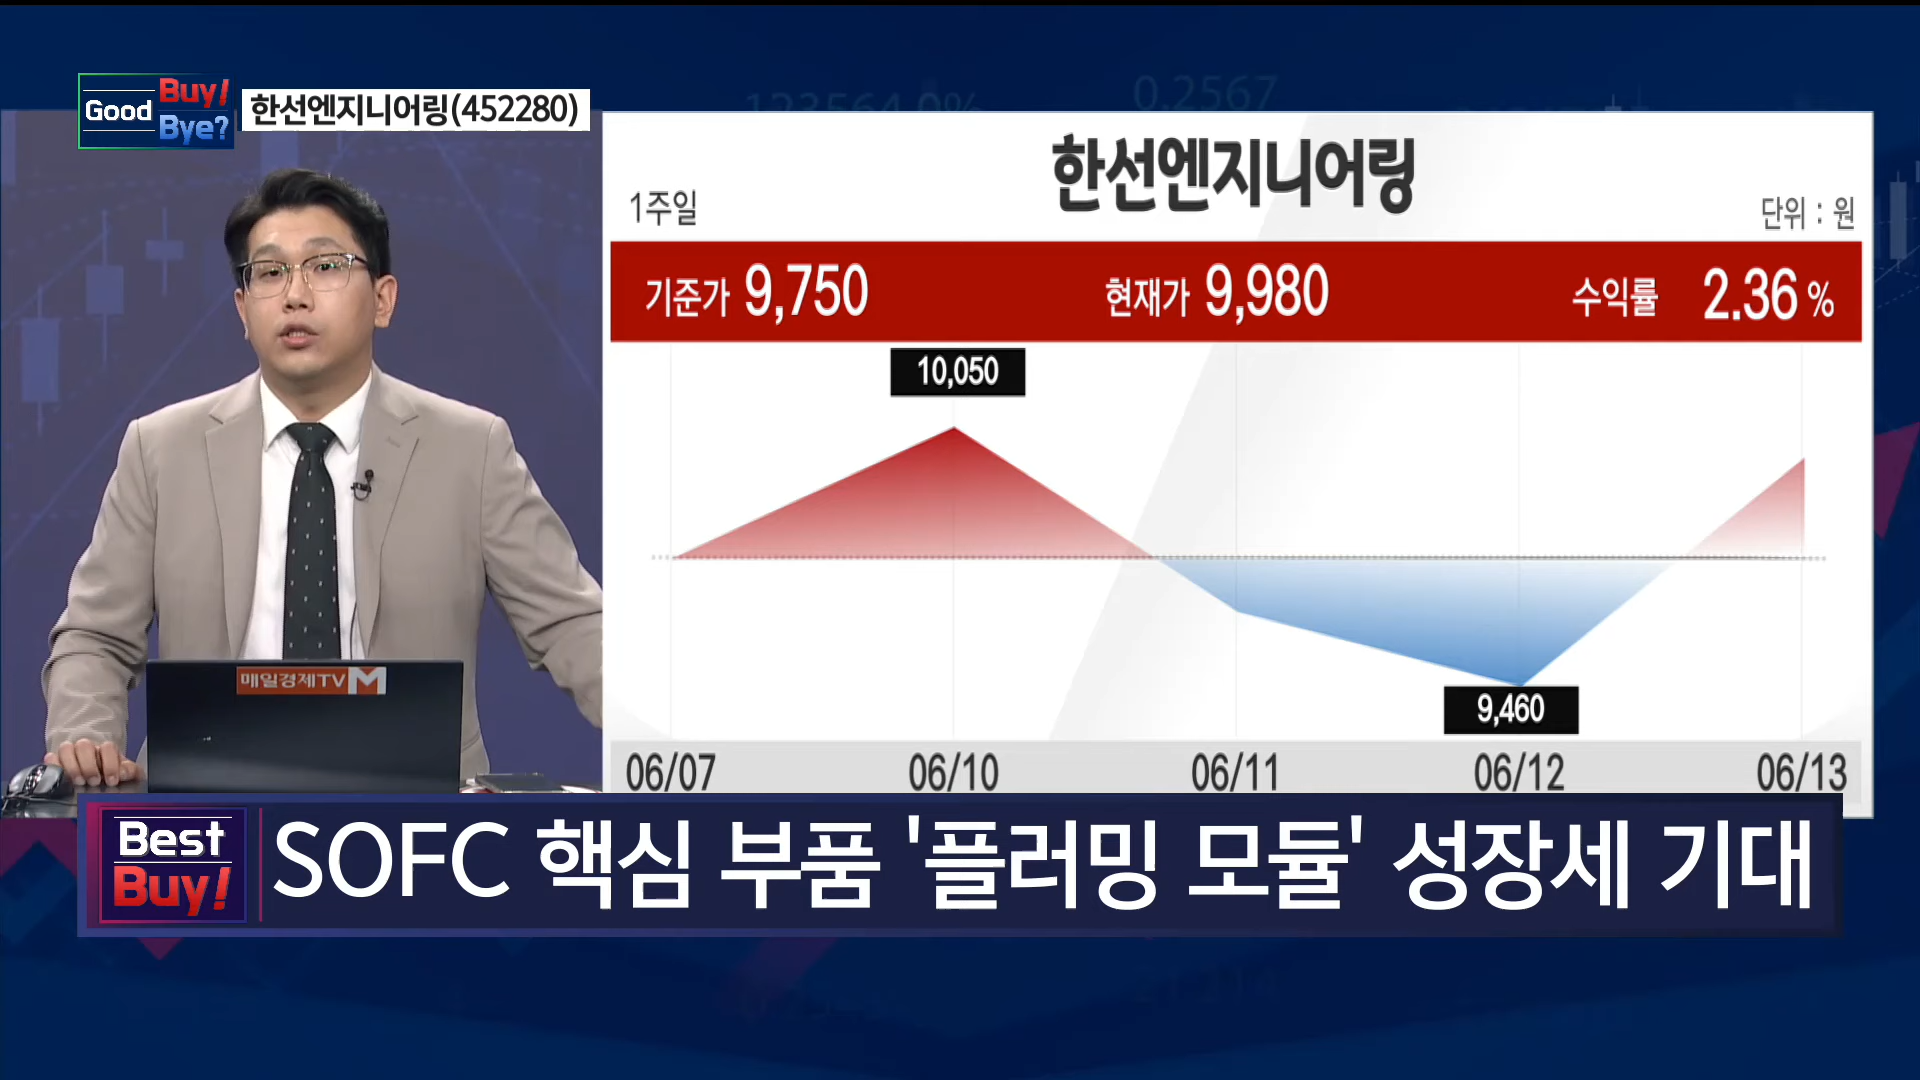 Good Buy! Bye?
한선엔지니어링(452280)
한선엔지니어링
1주일
단위 : 원
기준가 9,750 현재가 9,980 수익률 2.36 %
10,050
9,460
06/07 06/10 06/11 06/12 06/13
매일경제TV M
Best Buy!
SOFC 핵심 부품 '플러밍 모듈' 성장세 기대
0.2567